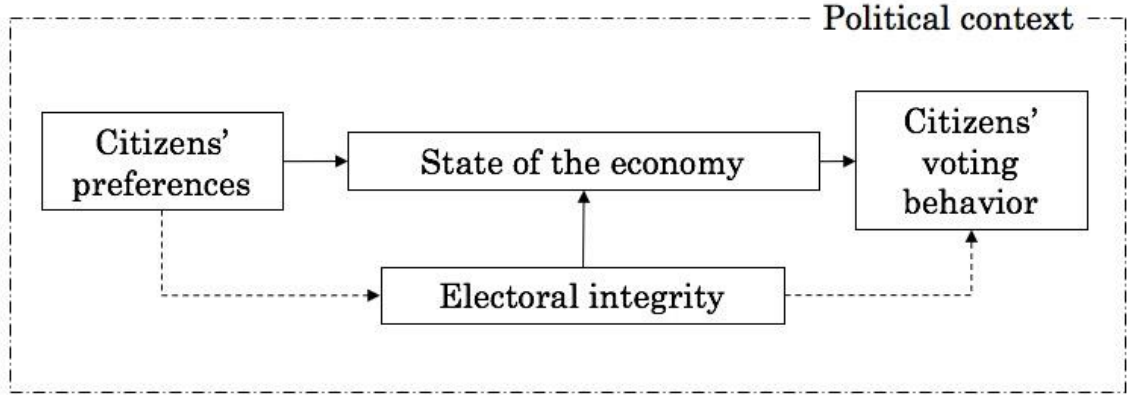 Political context
Citizens’
preferences
State of the economy
Citizens’
voting
behavior
Electoral integrity